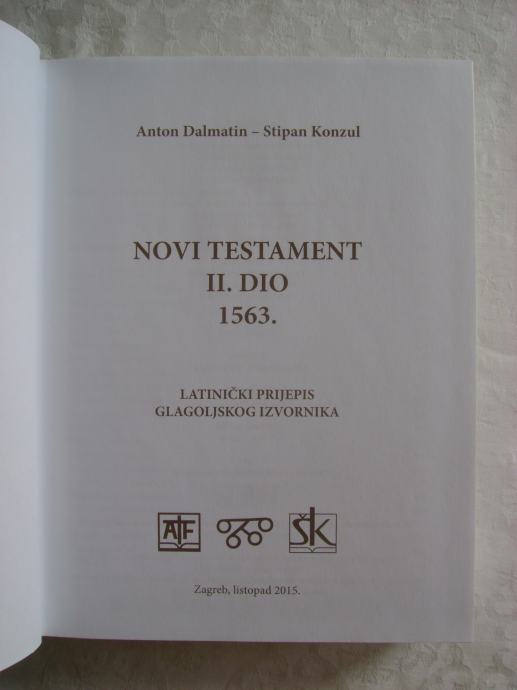 Anton Dalmatin – Stipan Konzul
NOVI TESTAMENT
II. DIO
1563.
LATINIČKI PRIJEPIS
GLAGOLJSKOG IZVORNIKA
ATF
ŠK
Zagreb, listopad 2015.